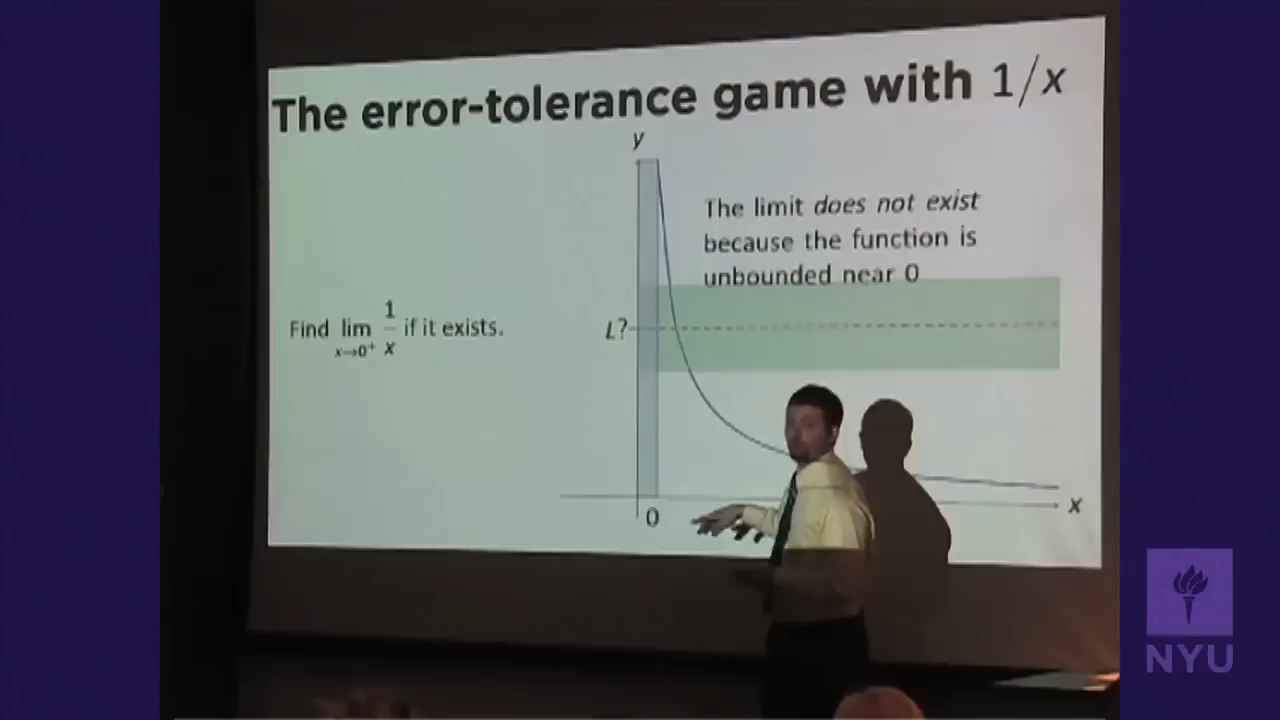 The error-tolerance game with 1/x
y
The limit does not exist
because the function is
unbounded near 0
Find lim x→0⁺ 1/x if it exists.
L?
0
x
NYU